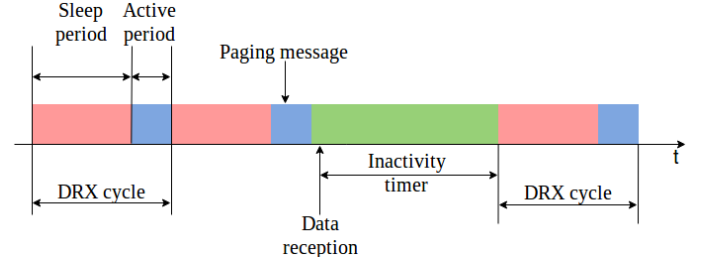 Sleep period
Active period
Paging message
t
Inactivity timer
DRX cycle
DRX cycle
Data reception